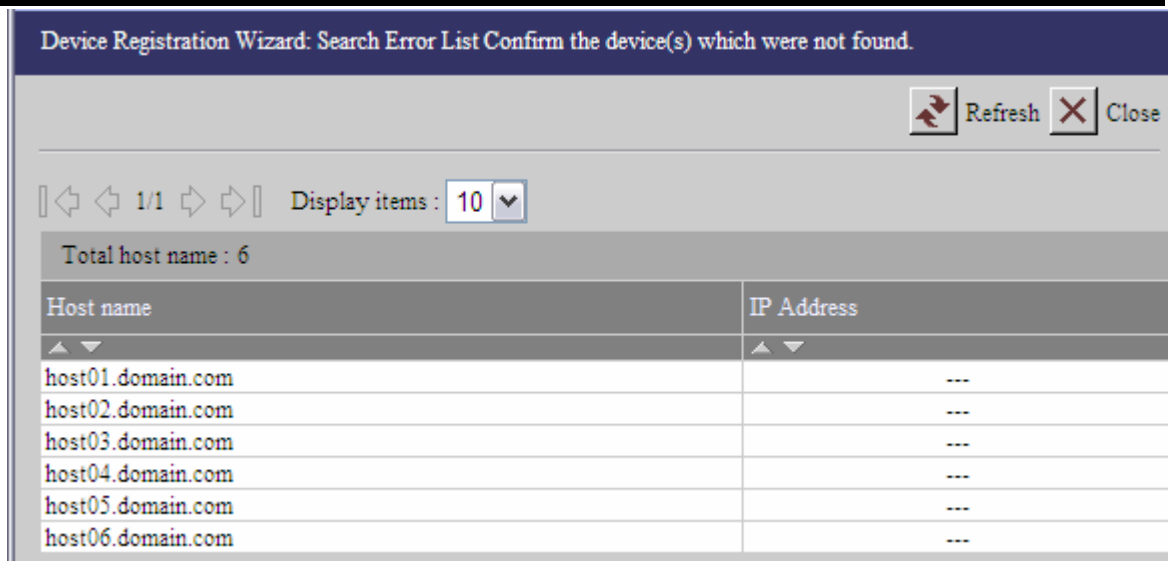 Device Registration Wizard: Search Error List Confirm the device(s) which were not found.
Refresh Close
1/1 Display items : 10
Total host name : 6
Host name IP Address
host01.domain.com ---
host02.domain.com ---
host03.domain.com ---
host04.domain.com ---
host05.domain.com ---
host06.domain.com ---